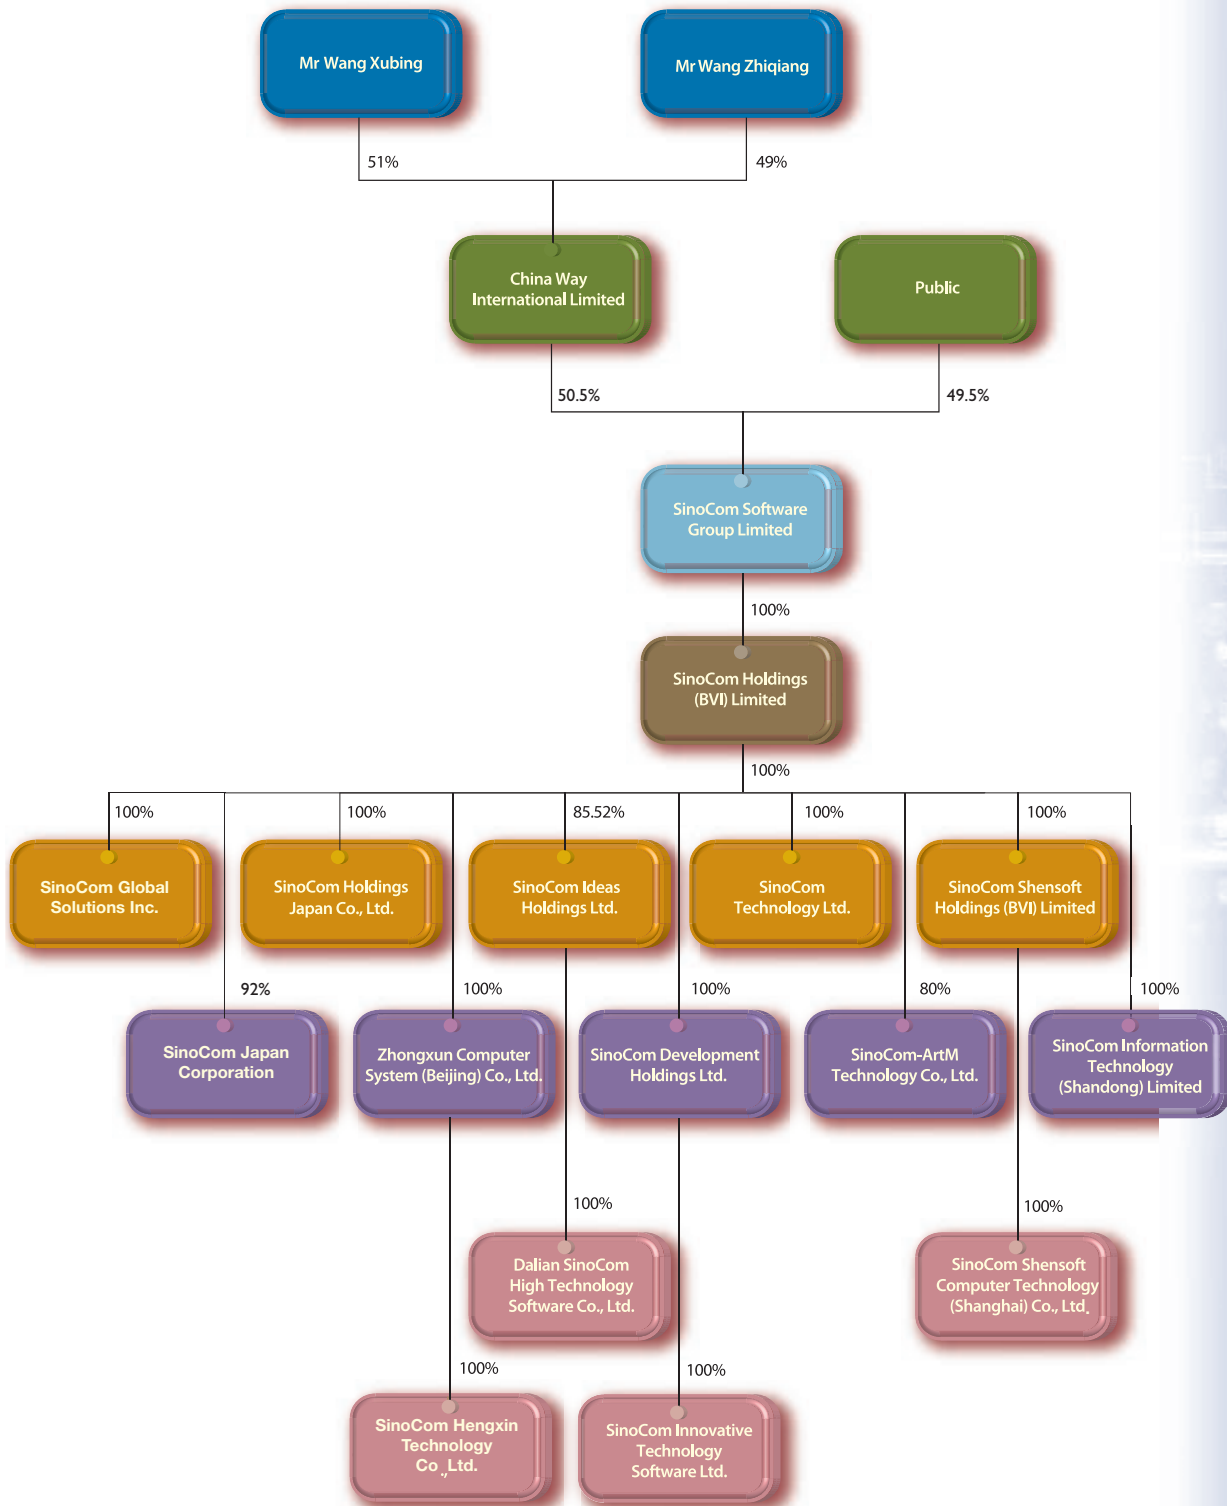 Mr Wang Xubing
Mr Wang Zhiqiang
51%
49%
China Way
International Limited
Public
50.5%
49.5%
SinoCom Software
Group Limited
100%
SinoCom Holdings
(BVI) Limited
100%
100%
100%
85.52%
100%
100%
SinoCom Global
Solutions Inc.
SinoCom Holdings
Japan Co., Ltd.
SinoCom Ideas
Holdings Ltd.
SinoCom
Technology Ltd.
SinoCom Shensoft
Holdings (BVI) Limited
92%
100%
100%
80%
100%
SinoCom Japan
Corporation
Zhongxun Computer
System (Beijing) Co., Ltd.
SinoCom Development
Holdings Ltd.
SinoCom-ArtM
Technology Co., Ltd.
SinoCom Information
Technology
(Shandong) Limited
100%
100%
Dalian SinoCom
High Technology
Software Co., Ltd.
SinoCom Shensoft
Computer Technology
(Shanghai) Co., Ltd.
100%
100%
SinoCom Hengxin
Technology
Co .,Ltd.
SinoCom Innovative
Technology
Software Ltd.